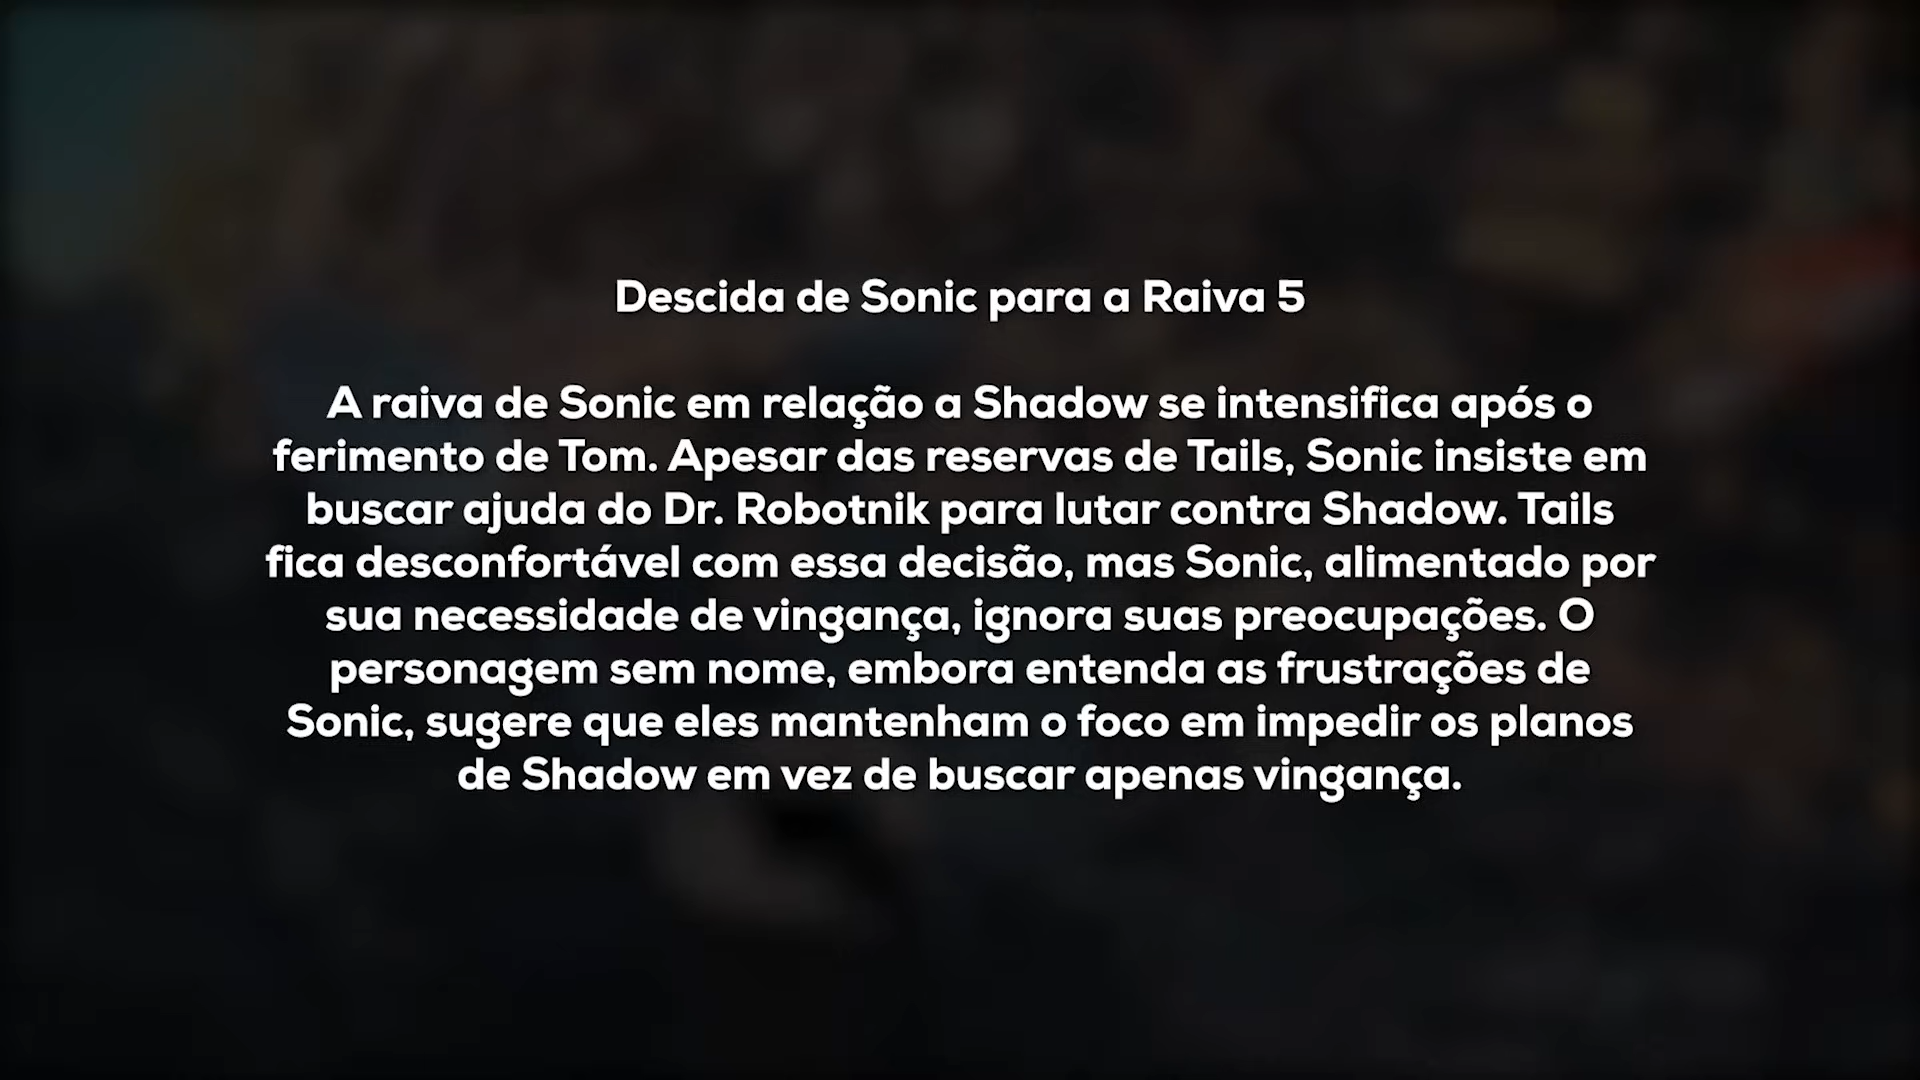 Descida de Sonic para a Raiva 5
A raiva de Sonic em relação a Shadow se intensifica após o
ferimento de Tom. Apesar das reservas de Tails, Sonic insiste em
buscar ajuda do Dr. Robotnik para lutar contra Shadow. Tails
fica desconfortável com essa decisão, mas Sonic, alimentado por
sua necessidade de vingança, ignora suas preocupações. O
personagem sem nome, embora entenda as frustrações de
Sonic, sugere que eles mantenham o foco em impedir os planos
de Shadow em vez de buscar apenas vingança.